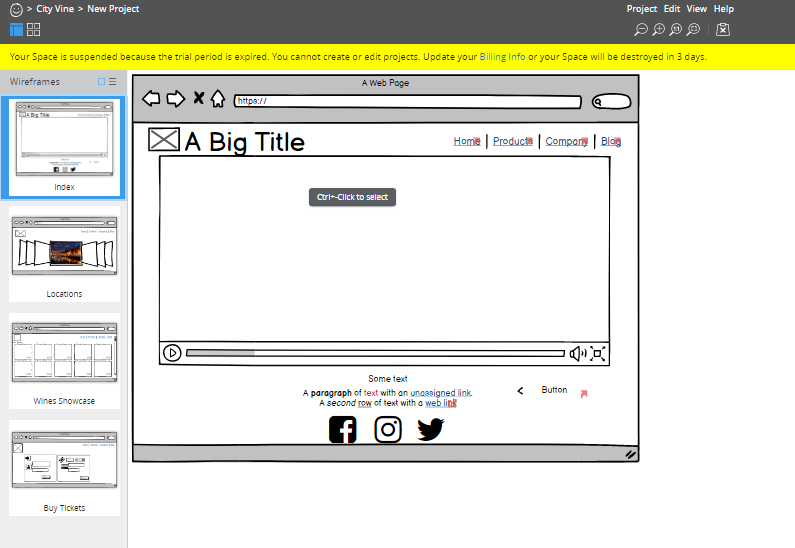 > City Vine > New Project
Project Edit View Help
Your Space is suspended because the trial period is expired. You cannot create or edit projects. Update your Billing Info or your Space will be destroyed in 3 days.
Wireframes
Index
Locations
Wines Showcase
Buy Tickets
A Web Page
https://
A Big Title
Home | Products | Company | Blog
Ctrl+-Click to select
Some text
A paragraph of text with an unassigned link.
A second row of text with a web link
< Button